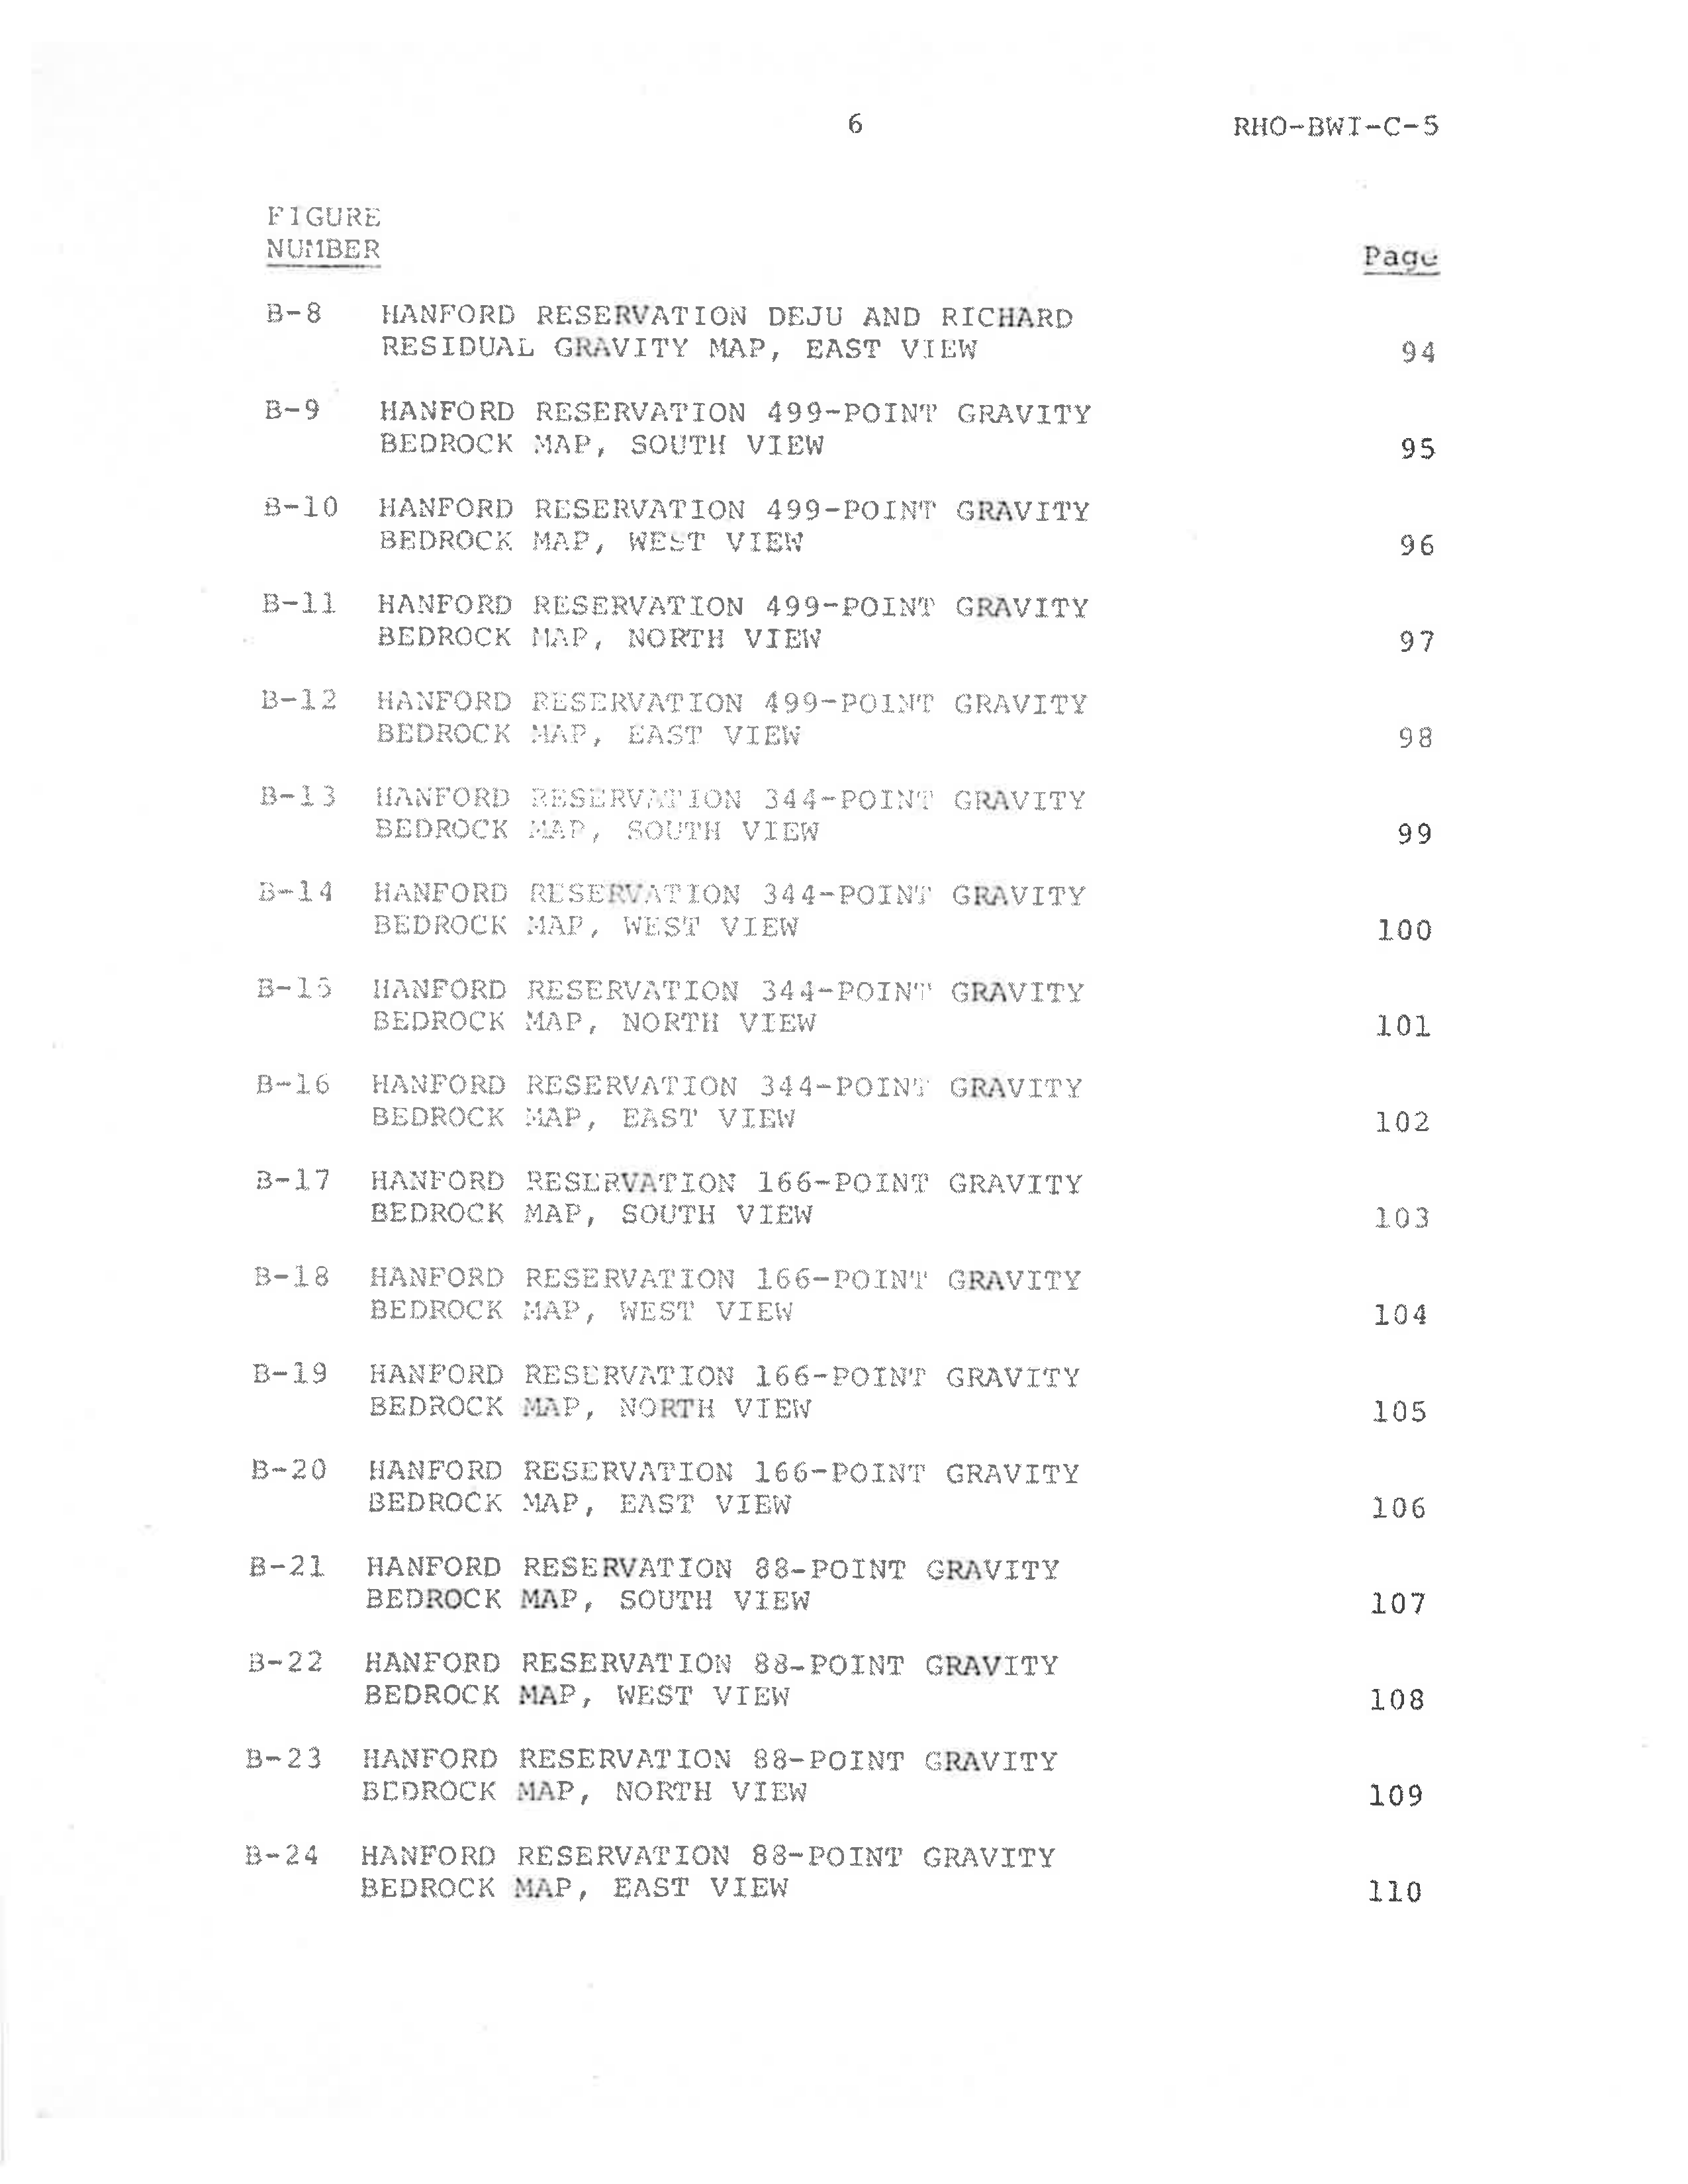 6 RHO-BWI-C-5
FIGURE
NUMBER Page
B-8 HANFORD RESERVATION DEJU AND RICHARD
RESIDUAL GRAVITY MAP, EAST VIEW 94
B-9 HANFORD RESERVATION 499-POINT GRAVITY
BEDROCK MAP, SOUTH VIEW 95
B-10 HANFORD RESERVATION 499-POINT GRAVITY
BEDROCK MAP, WEST VIEW 96
B-11 HANFORD RESERVATION 499-POINT GRAVITY
BEDROCK MAP, NORTH VIEW 97
B-12 HANFORD RESERVATION 499-POINT GRAVITY
BEDROCK MAP, EAST VIEW 98
B-13 HANFORD RESERVATION 344-POINT GRAVITY
BEDROCK MAP, SOUTH VIEW 99
B-14 HANFORD RESERVATION 344-POINT GRAVITY
BEDROCK MAP, WEST VIEW 100
B-15 HANFORD RESERVATION 344-POINT GRAVITY
BEDROCK MAP, NORTH VIEW 101
B-16 HANFORD RESERVATION 344-POINT GRAVITY
BEDROCK MAP, EAST VIEW 102
B-17 HANFORD RESERVATION 166-POINT GRAVITY
BEDROCK MAP, SOUTH VIEW 103
B-18 HANFORD RESERVATION 166-POINT GRAVITY
BEDROCK MAP, WEST VIEW 104
B-19 HANFORD RESERVATION 166-POINT GRAVITY
BEDROCK MAP, NORTH VIEW 105
B-20 HANFORD RESERVATION 166-POINT GRAVITY
BEDROCK MAP, EAST VIEW 106
B-21 HANFORD RESERVATION 88-POINT GRAVITY
BEDROCK MAP, SOUTH VIEW 107
B-22 HANFORD RESERVATION 88-POINT GRAVITY
BEDROCK MAP, WEST VIEW 108
B-23 HANFORD RESERVATION 88-POINT GRAVITY
BEDROCK MAP, NORTH VIEW 109
B-24 HANFORD RESERVATION 88-POINT GRAVITY
BEDROCK MAP, EAST VIEW 110